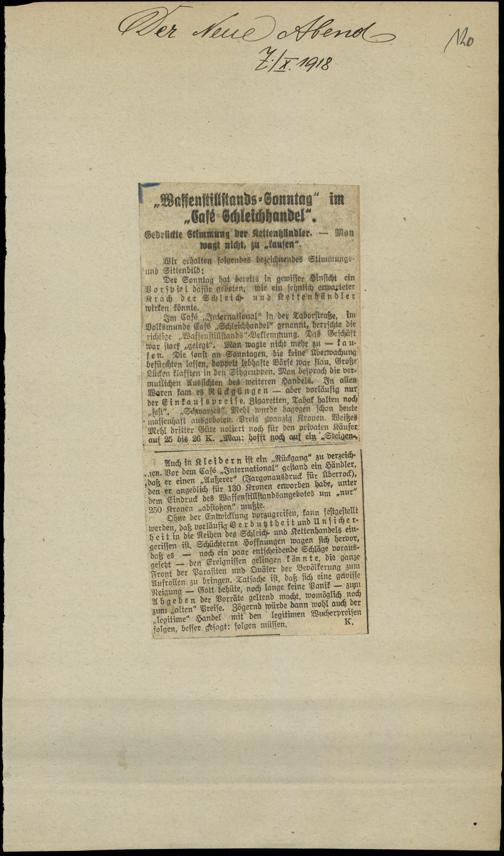 Der Neue Abend
7./X. 1918
120
„Waffenstillstands-Sonntag“ im
„Café Schleichhandel“.
Gedrückte Stimmung der Kettenhändler. — Man
wagt nicht, zu „kaufen“.
Wir erhalten folgendes bezeichnendes Stimmungs-
und Sittenbild:
Der Sonntag hat bereits in gewisser Hinsicht ein
Vorspiel dafür geboten, wie ein sehnlich erwarteter
Krach der Schleich- und Kettenhändler
wirken könnte.
Im Café „International“ in der Taborstraße, im
Volksmunde Café „Schleichhandel“ genannt, herrschte die
richtige „Waffenstillstands“-Beklemmung. Das Geschäft
war stark „gelegt“. Man wagte nicht mehr zu — kau-
fen. Die sonst an Sonntagen, die keine Überwachung
befürchten lassen, doppelt lebhafte Börse war flau. Große
Lücken klafften in den Sitzgruppen. Man besprach die ver-
mutlichen Aussichten des weiteren Handels. In allen
Waren kam es Rückgängen — aber vorläufig nur
der Einkaufspreise. Zigaretten, Tabak halten noch
„fest“. „Schwarzes“ Mehl wurde dagegen schon heute
massenhaft ausgeboten. Preis zwanzig Kronen. Weißes
Mehl dritter Güte notiert noch für den privaten Käufer
auf 25 bis 26 K. „Man“ hofft noch auf ein „Steigen“.
Auch in Kleidern ist ein „Rückgang“ zu verzeich-
nen. Vor dem Café „International“ gestand ein Händler,
daß er einen „Äußerer“ (Jargonausdruck für Überrock),
den er angeblich für 130 Kronen erworben habe, unter
dem Eindruck des Waffenstillstandsangebotes um „nur“
250 Kronen „abstoßen“ mußte.
Ohne der Entwicklung vorzugreifen, kann festgestellt
werden, daß vorläufig Verdutztheit und Unsicher-
heit in die Reihen des Schleich- und Kettenhandels ein-
gerissen ist. Schüchterne Hoffnungen wagen sich hervor,
daß es — noch ein paar entscheidende Schläge voraus-
gesetzt — den Ereignissen gelingen könnte, die ganze
Front der Parasiten und Quäler der Bevölkerung zum
Aufrollen zu bringen. Tatsache ist, daß sich eine gewisse
Neigung — Gott behüte, noch lange keine Panik — zum
Abgeben der Vorräte geltend macht, womöglich noch
zum „alten“ Preise. Zögernd würde dann wohl auch der
„legitime“ Handel mit den legitimen Wucherpreisen
folgen, besser gesagt: folgen müssen. K.